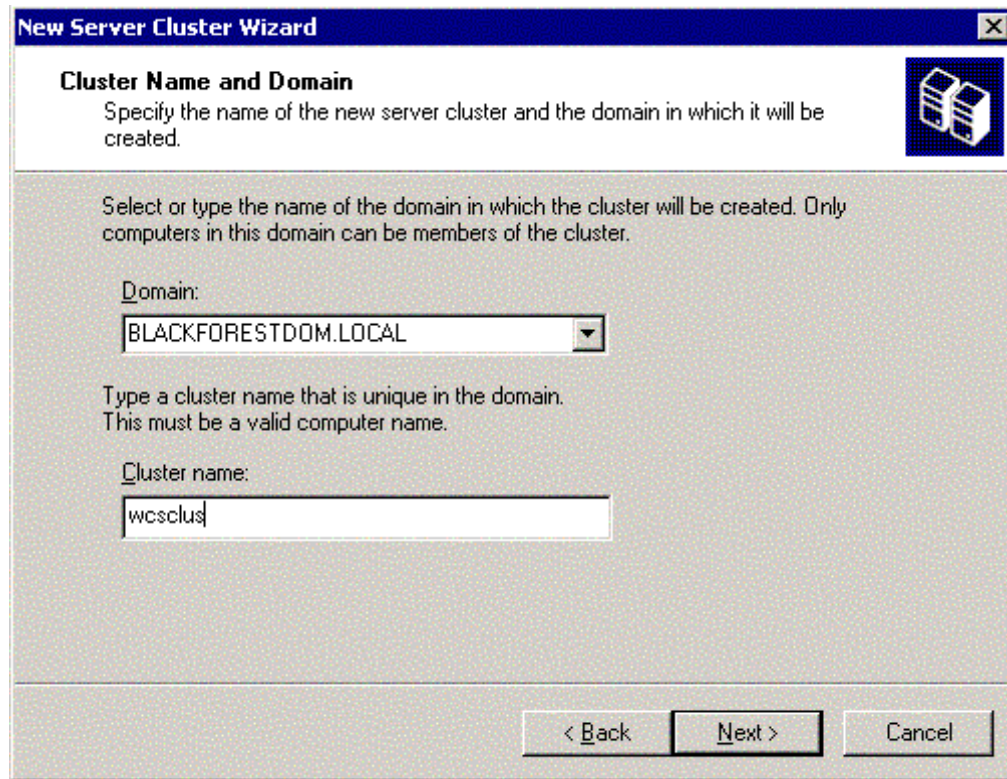 New Server Cluster Wizard
Cluster Name and Domain
Specify the name of the new server cluster and the domain in which it will be
created.
Select or type the name of the domain in which the cluster will be created. Only
computers in this domain can be members of the cluster.
Domain:
BLACKFORESTDOM.LOCAL
Type a cluster name that is unique in the domain.
This must be a valid computer name.
Cluster name:
wcsclus
< Back Next > Cancel